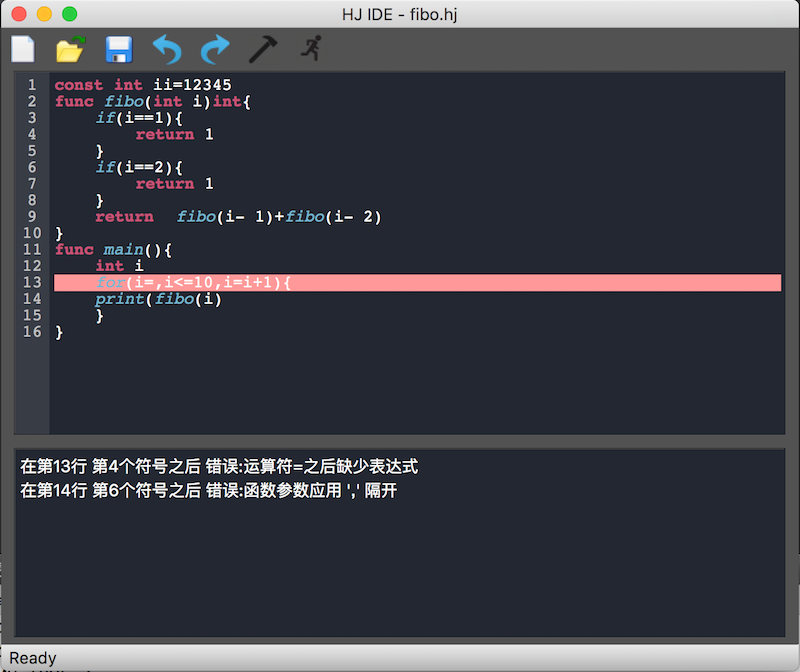 HJ IDE - fibo.hj
1 const int ii=12345
2 func fibo(int i)int{
3 if(i==1){
4 return 1
5 }
6 if(i==2){
7 return 1
8 }
9 return fibo(i- 1)+fibo(i- 2)
10 }
11 func main(){
12 int i
13 for(i=,i<=10,i=i+1){
14 print(fibo(i)
15 }
16 }
在第13行 第4个符号之后 错误:运算符=之后缺少表达式
在第14行 第6个符号之后 错误:函数参数应用 ',' 隔开
Ready